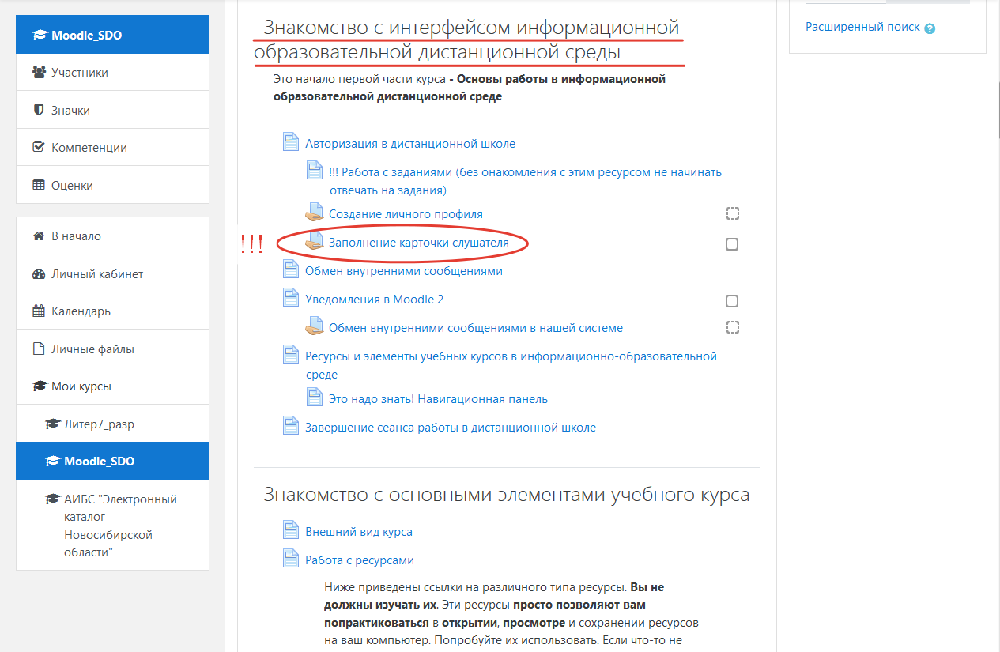 Moodle_SDO
Участники
Значки
Компетенции
Оценки
В начало
Личный кабинет
Календарь
Личные файлы
Мои курсы
Литер7_разр
Moodle_SDO
АИБС "Электронный
каталог
Новосибирской
области"
Знакомство с интерфейсом информационной
образовательной дистанционной среды
Это начало первой части курса - Основы работы в информационной
образовательной дистанционной среде
Авторизация в дистанционной школе
!!! Работа с заданиями (без онакомления с этим ресурсом не начинать
отвечать на задания)
Создание личного профиля
!!! Заполнение карточки слушателя
Обмен внутренними сообщениями
Уведомления в Moodle 2
Обмен внутренними сообщениями в нашей системе
Ресурсы и элементы учебных курсов в информационно-образовательной
среде
Это надо знать! Навигационная панель
Завершение сеанса работы в дистанционной школе
Знакомство с основными элементами учебного курса
Внешний вид курса
Работа с ресурсами
Ниже приведены ссылки на различного типа ресурсы. Вы не
должны изучать их. Эти ресурсы просто позволяют вам
попрактиковаться в открытии, просмотре и сохранении ресурсов
на ваш компьютер. Попробуйте их использовать. Если что-то не
Расширенный поиск ?